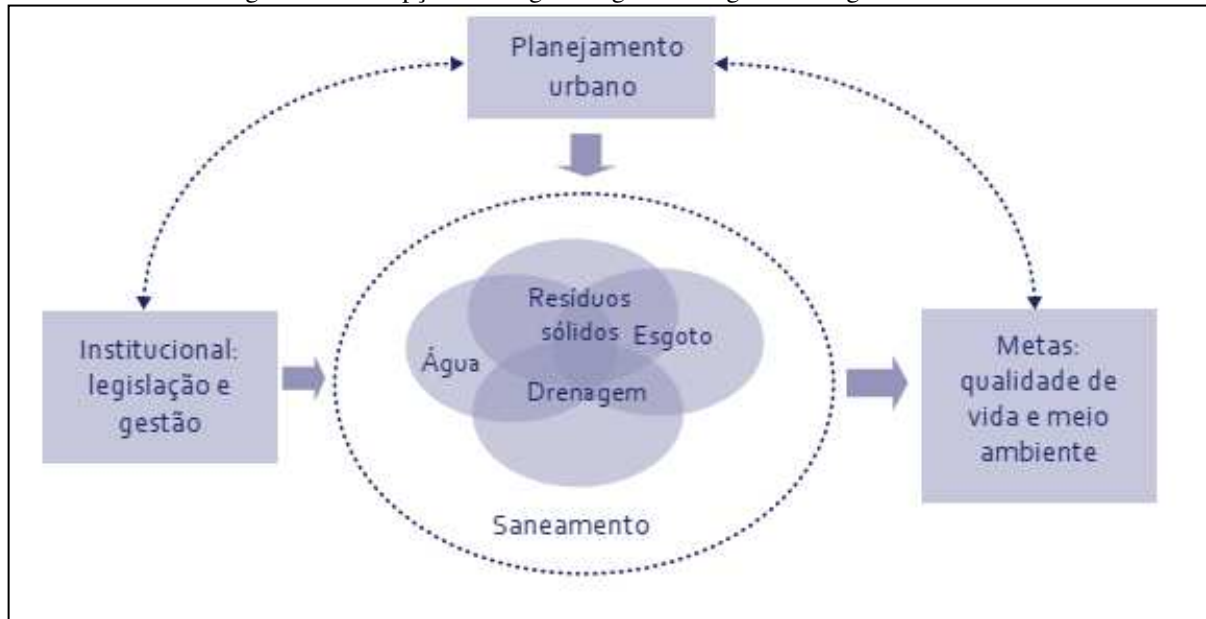 Planejamento
urbano
Institucional:
legislação e
gestão
Resíduos
sólidos
Esgoto
Água
Drenagem
Saneamento
Metas:
qualidade de
vida e meio
ambiente